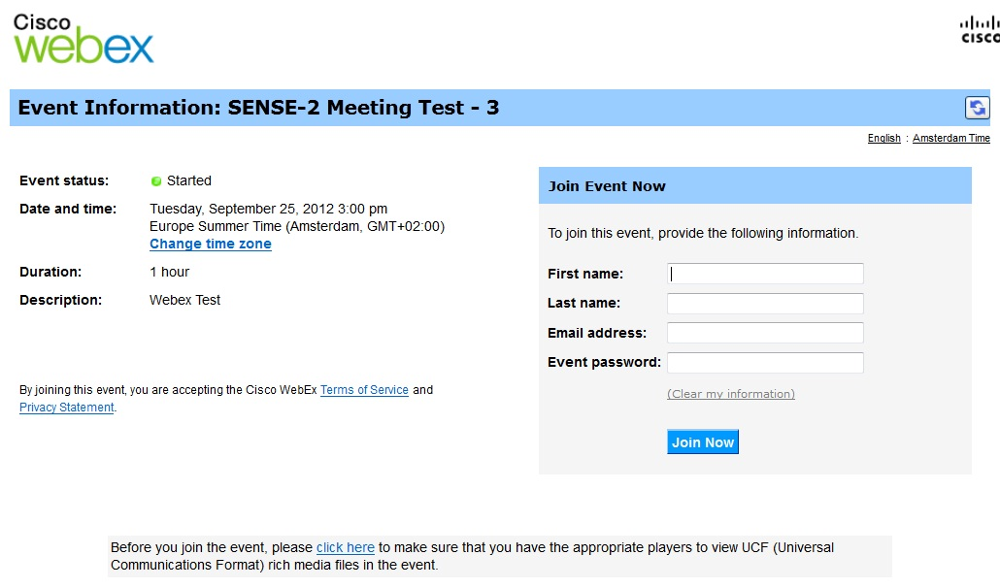 Cisco
webex
cisco
Event Information: SENSE-2 Meeting Test - 3
English : Amsterdam Time
Event status: Started
Date and time: Tuesday, September 25, 2012 3:00 pm
Europe Summer Time (Amsterdam, GMT+02:00)
Change time zone
Duration: 1 hour
Description: Webex Test
By joining this event, you are accepting the Cisco WebEx Terms of Service and
Privacy Statement.
Join Event Now
To join this event, provide the following information.
First name:
Last name:
Email address:
Event password:
(Clear my information)
Join Now
Before you join the event, please click here to make sure that you have the appropriate players to view UCF (Universal
Communications Format) rich media files in the event.